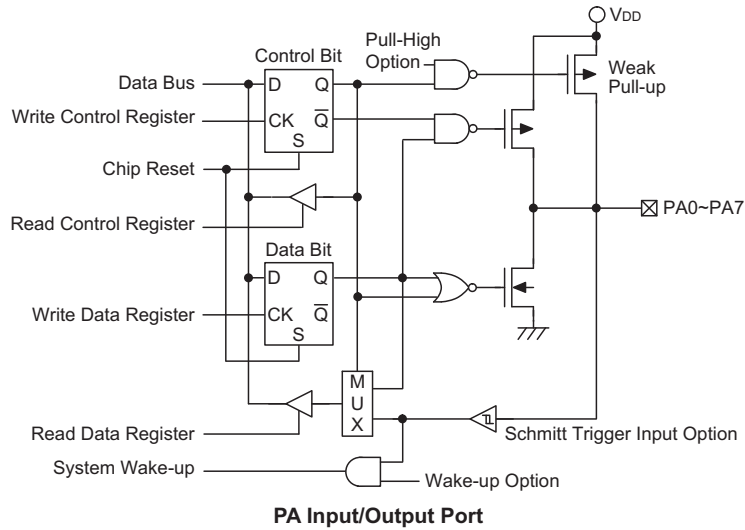 VDD
Control Bit
Pull-High
Option
Weak
Pull-up
Data Bus
D
Q
Write Control Register
CK
Q
S
Chip Reset
Read Control Register
PA0~PA7
Data Bit
D
Q
Write Data Register
CK
Q
S
M
U
X
Read Data Register
Schmitt Trigger Input Option
System Wake-up
Wake-up Option
PA Input/Output Port